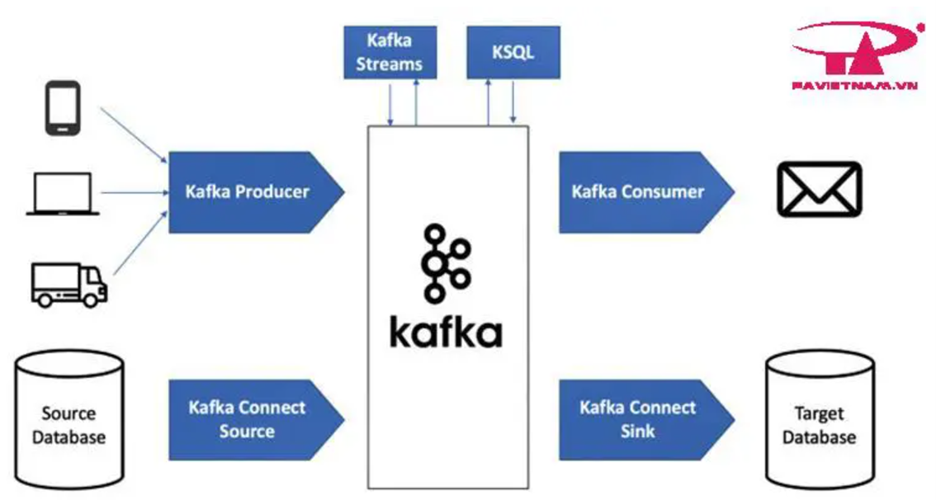 Kafka
Streams
KSQL
PAVIETNAM.VN
Kafka Producer
Kafka Consumer
kafka
Source
Database
Kafka Connect
Source
Kafka Connect
Sink
Target
Database